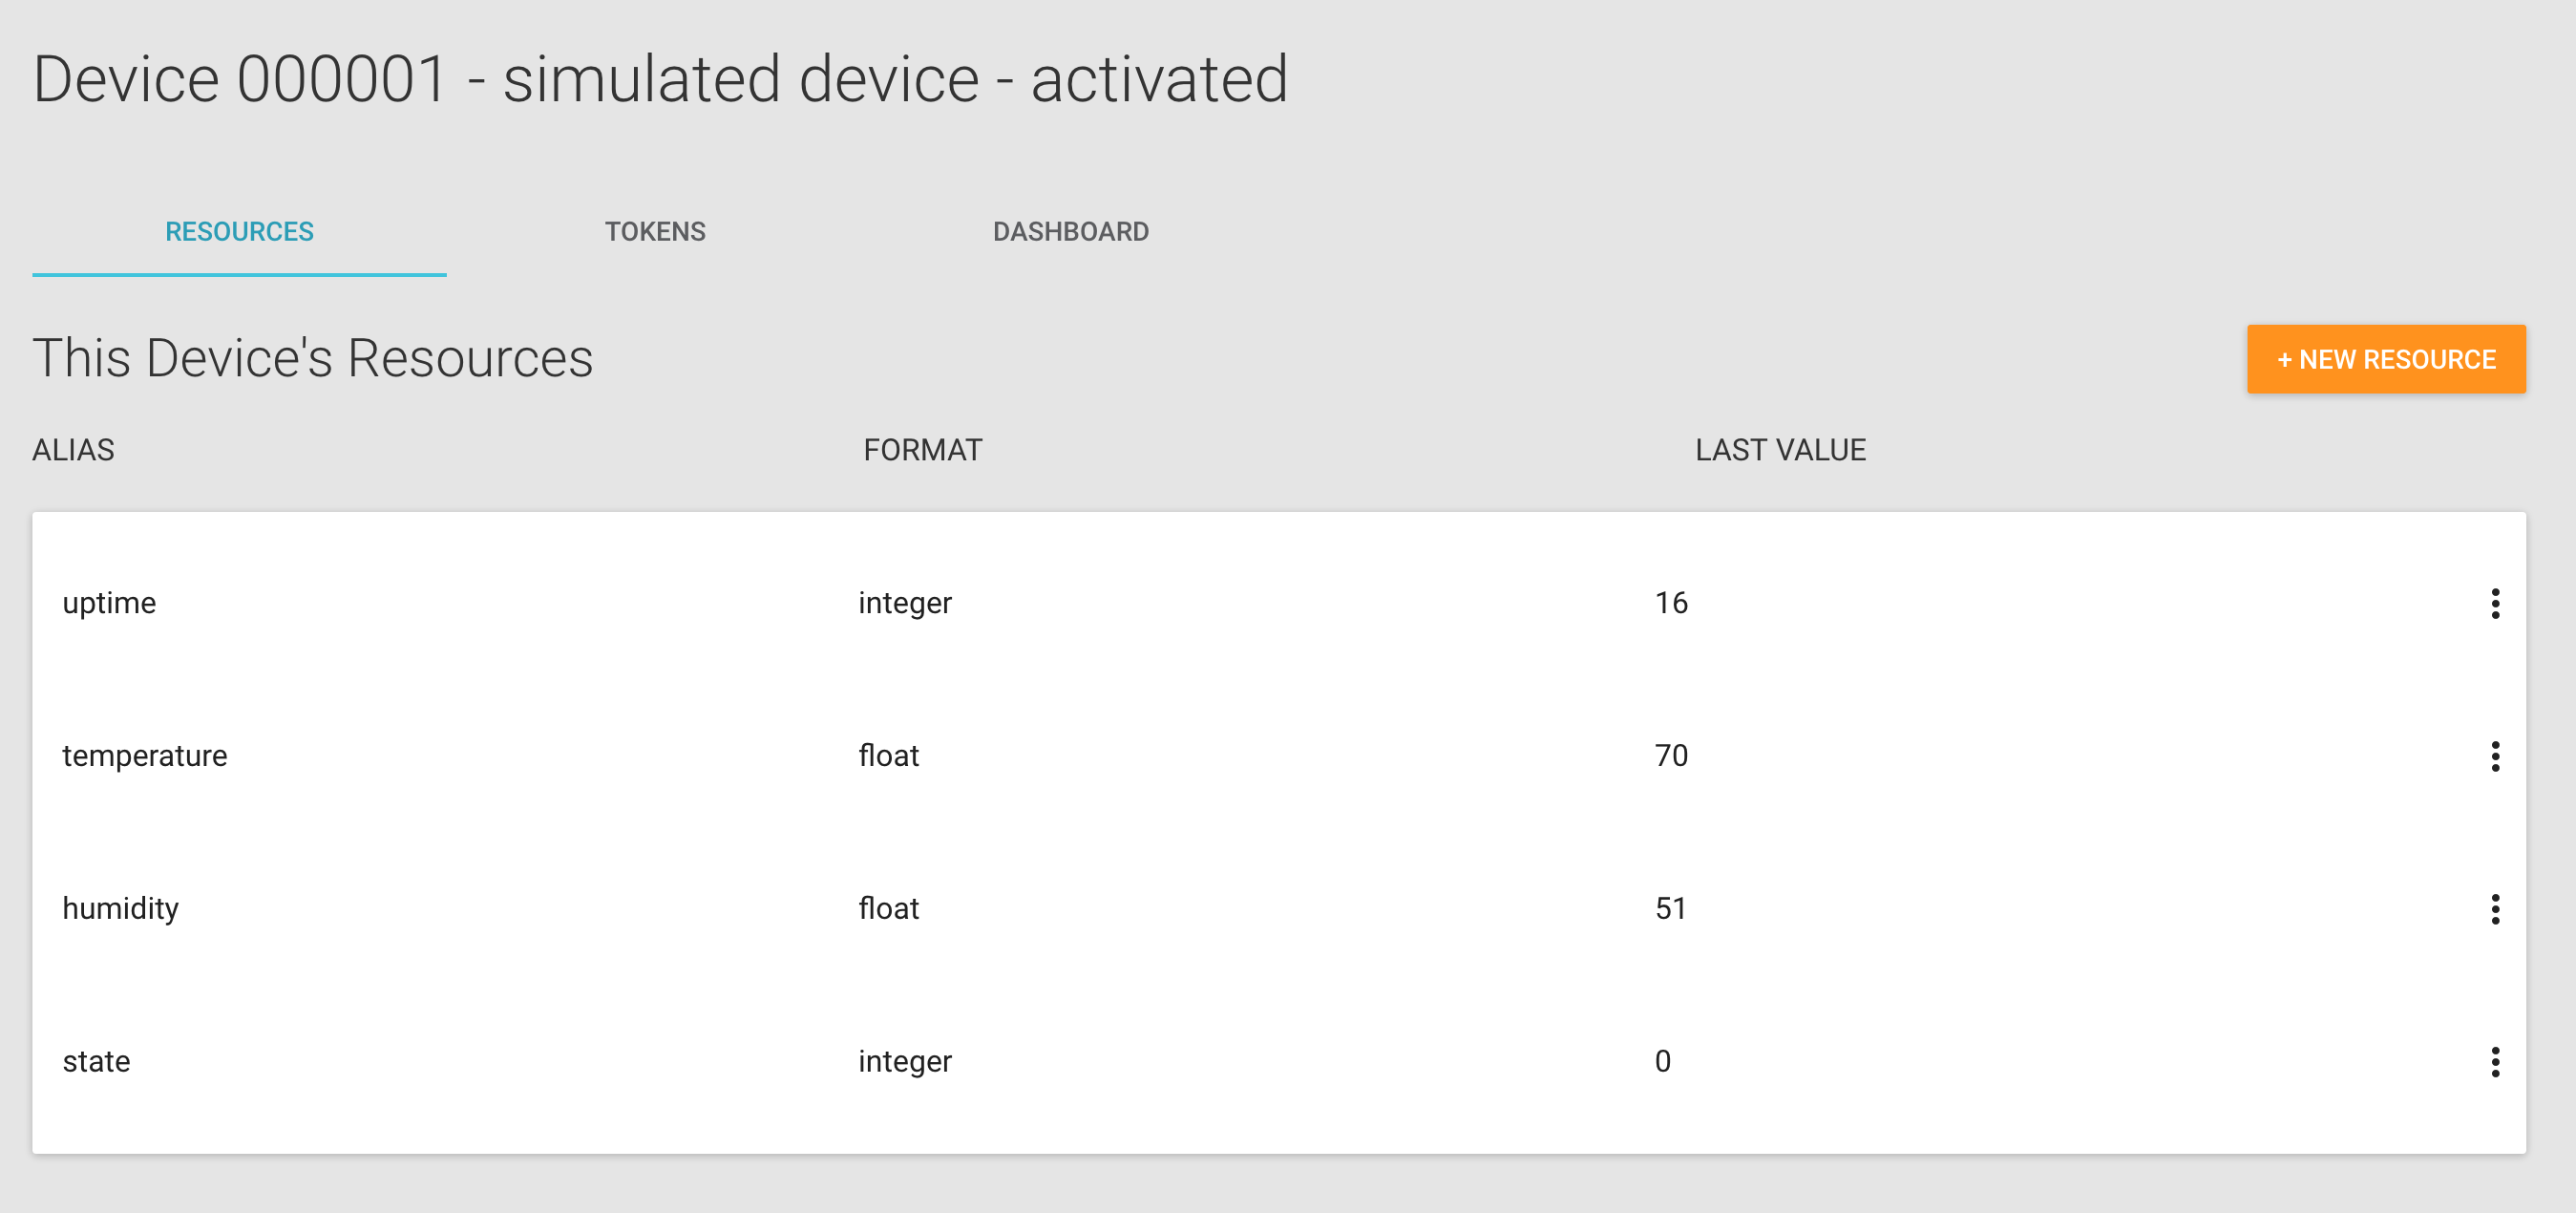 Device 000001 - simulated device - activated
RESOURCES TOKENS DASHBOARD
This Device's Resources + NEW RESOURCE
ALIAS FORMAT LAST VALUE
uptime integer 16
temperature float 70
humidity float 51
state integer 0